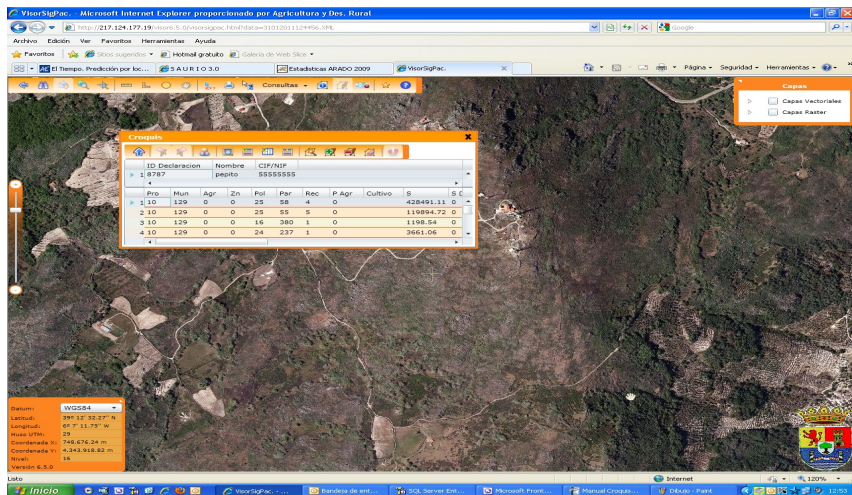 VisorSigPac. - Microsoft Internet Explorer proporcionado por Agricultura y Des. Rural
http://217.124.177.19/visorv.5.0/visorsigpac.html?data=31012011124456.XML
Google
Archivo Edición Ver Favoritos Herramientas Ayuda
Favoritos Sitios sugeridos Hotmail gratuito Galería de Web Slice
El Tiempo. Predicción por loc... S A U R I O 3.0 Estadisticas ARADO 2009 VisorSigPac. Página Seguridad Herramientas
Consultas
Capas
Capas Vectoriales
Capas Raster
Croquis
ID Declaracion Nombre CIF/NIF
1 8787 pepito 55555555
Pro Mun Agr Zn Pol Par Rec P Agr Cultivo S
1 10 129 0 0 25 58 4 0 428491.11 0
2 10 129 0 0 25 55 5 0 119894.72 0
3 10 129 0 0 16 380 1 0 1198.54 0
4 10 129 0 0 24 237 1 0 3661.06 0
Datum: WGS84
Latitud: 39º 12' 32.27" N
Longitud: 6º 7' 11.75" W
Huso UTM: 29
Coordenada X: 748.676.24 m
Coordenada Y: 4.343.918.82 m
Nivel: 16
Versión 6.5.0
Listo Internet 120%
Inicio VisorSigPac. - ... Bandeja de ent... SQL Server Ent... Microsoft Front... Manual Croquis... Dibujo - Paint 12:53